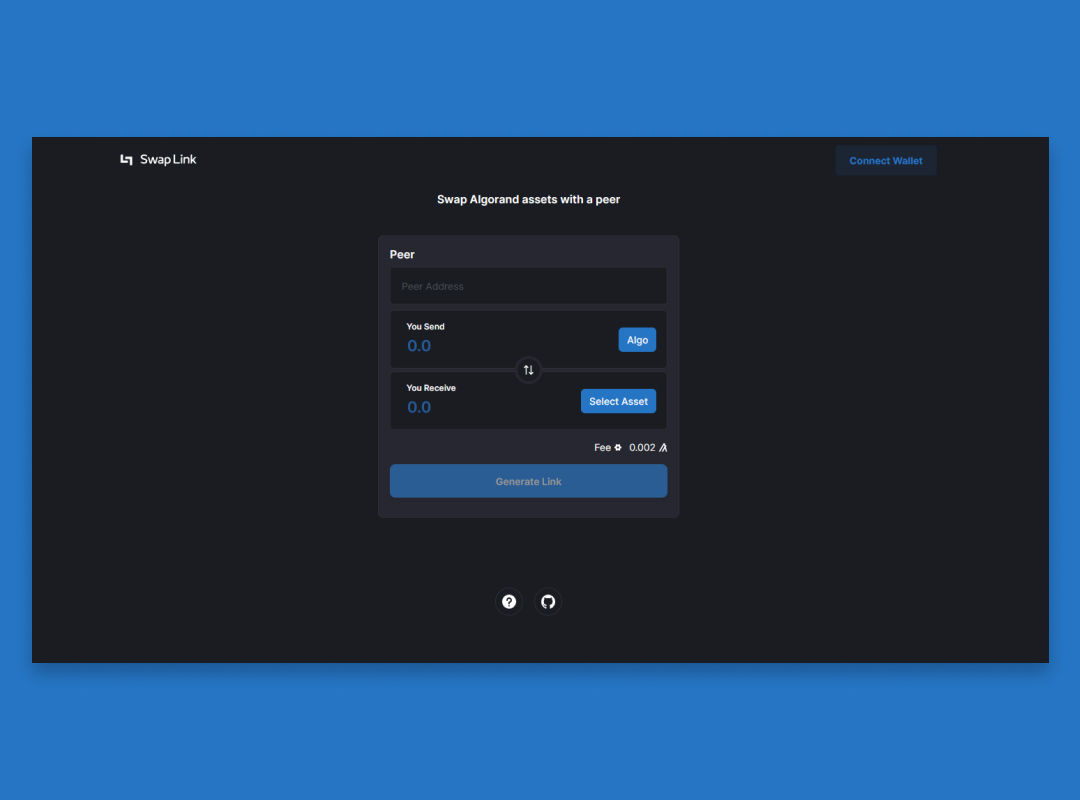 Swap Link
Connect Wallet
Swap Algorand assets with a peer
Peer
Peer Address
You Send
0.0
Algo
You Receive
0.0
Select Asset
Fee 0.002
Generate Link